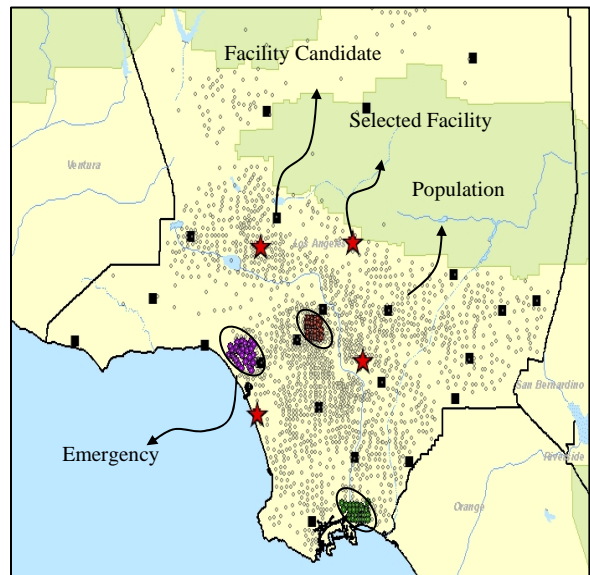 Facility Candidate
Selected Facility
Ventura
Population
Los Angeles
San Bernardino
Emergency
Riverside
Orange